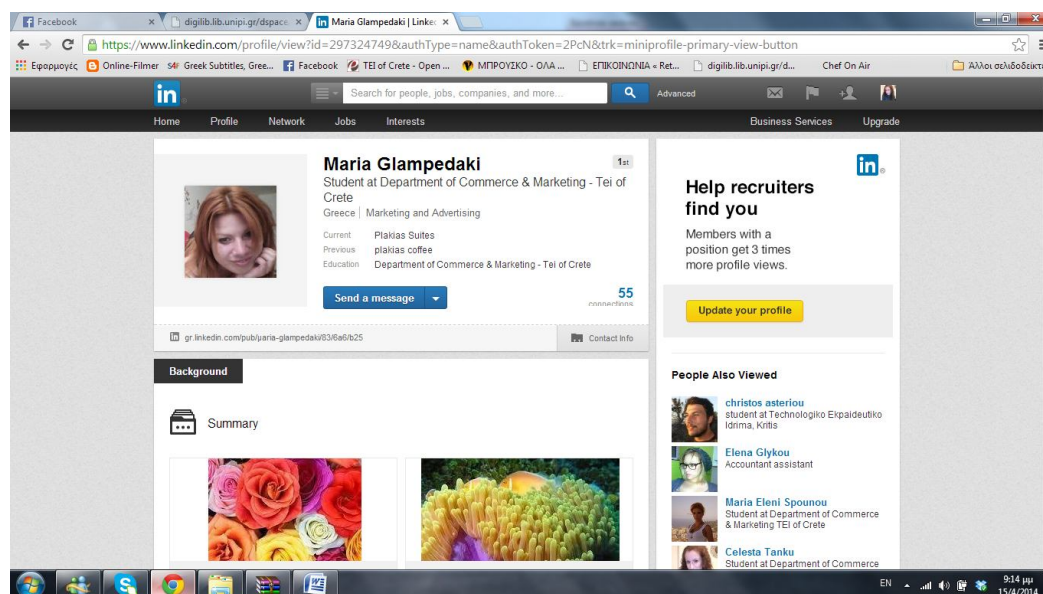 Facebook
digilib.lib.unipi.gr/dspace
Maria Glampedaki | Linke
https://www.linkedin.com/profile/view?id=297324749&authType=name&authToken=2PcN&trk=miniprofile-primary-view-button
Εφαρμογές Online-Filmer S4F Greek Subtitles, Gree... Facebook TEI of Crete - Open ... ΜΠΡΟΥΣΚΟ - ΟΛΑ ... ΕΠΙΚΟΙΝΩΝΙΑ « Ret... digilib.lib.unipi.gr/d... Chef On Air Άλλοι σελιδοδείκτ
in Search for people, jobs, companies, and more... Advanced
Home Profile Network Jobs Interests Business Services Upgrade
Maria Glampedaki 1st
Student at Department of Commerce & Marketing - Tei of
Crete
Greece | Marketing and Advertising
Current Plakias Suites
Previous plakias coffee
Education Department of Commerce & Marketing - Tei of Crete
Send a message
55
connections
gr.linkedin.com/pub/μaria-glampedaki/83/6a6/b25 Contact Info
Background
Summary
in
Help recruiters
find you
Members with a
position get 3 times
more profile views.
Update your profile
People Also Viewed
christos asteriou
student at Technologiko Ekpaideutiko
Idrima, Kritis
Elena Glykou
Accountant assistant
Maria Eleni Spounou
Student at Department of Commerce
& Marketing TEI of Crete
Celesta Tanku
Student at Department of Commerce
EN 9:14 μμ
15/4/2014